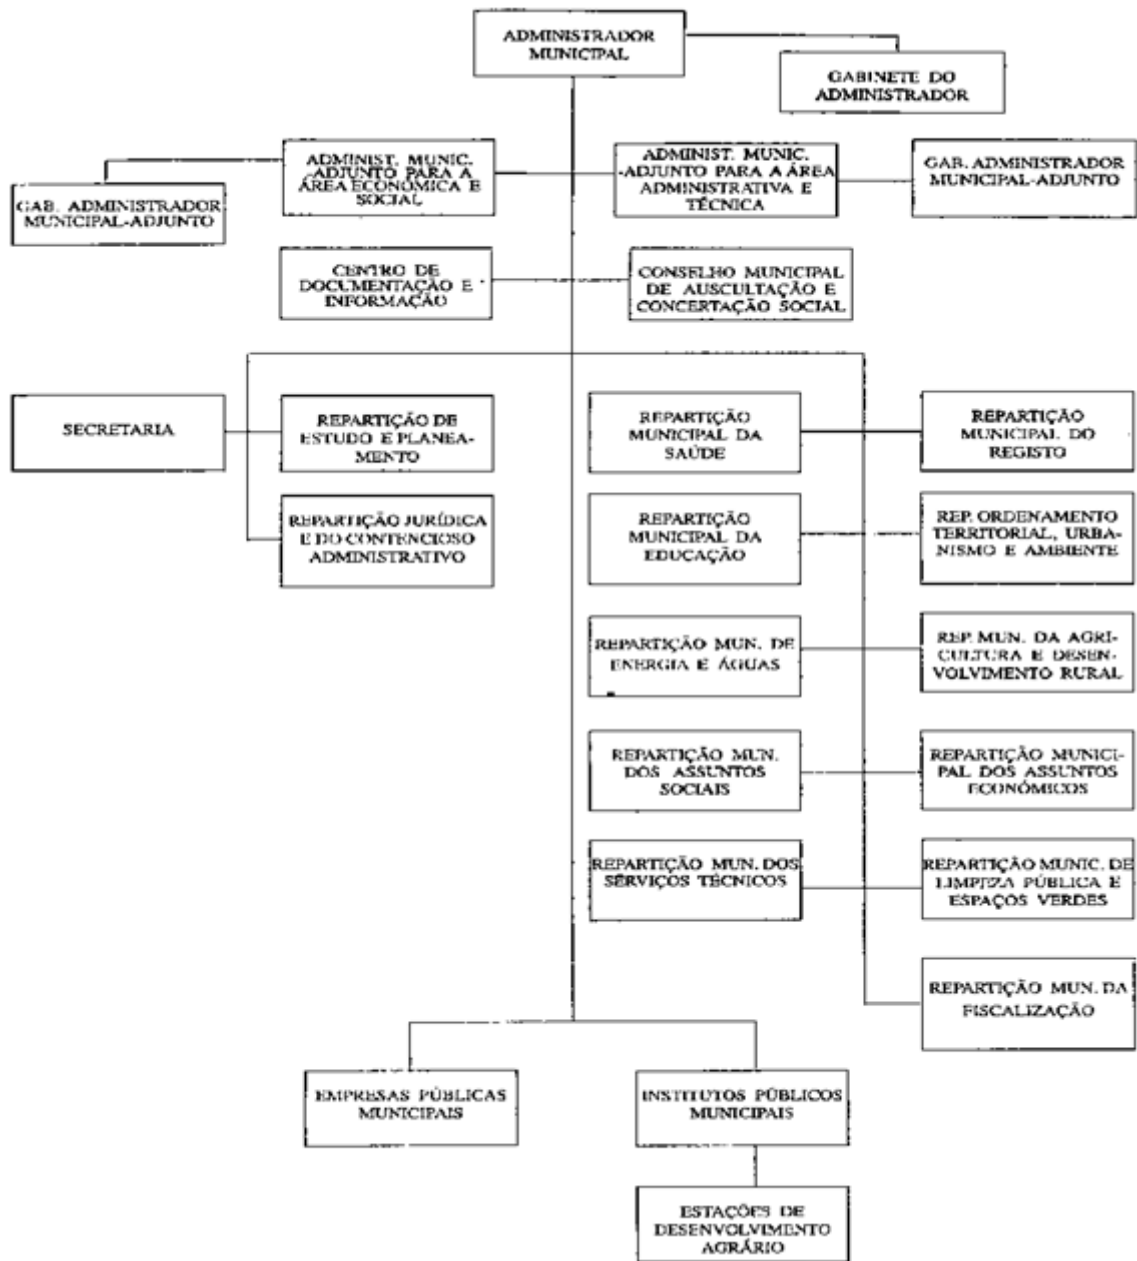 ADMINISTRADOR
MUNICIPAL
GABINETE DO
ADMINISTRADOR
ADMINIST. MUNIC.
-ADJUNTO PARA A
ÁREA ECONÓMICA E
SOCIAL
ADMINIST. MUNIC.
-ADJUNTO PARA A ÁREA
ADMINISTRATIVA E
TÉCNICA
GAB. ADMINISTRADOR
MUNICIPAL-ADJUNTO
GAB. ADMINISTRADOR
MUNICIPAL-ADJUNTO
CENTRO DE
DOCUMENTAÇÃO E
INFORMAÇÃO
CONSELHO MUNICIPAL
DE AUSCULTAÇÃO E
CONCERTAÇÃO SOCIAL
SECRETARIA
REPARTIÇÃO DE
ESTUDO E PLANEA-
MENTO
REPARTIÇÃO
MUNICIPAL DA
SAÚDE
REPARTIÇÃO
MUNICIPAL DO
REGISTO
REPARTIÇÃO JURÍDICA
E DO CONTENCIOSO
ADMINISTRATIVO
REPARTIÇÃO
MUNICIPAL DA
EDUCAÇÃO
REP. ORDENAMENTO
TERRITORIAL, URBA-
NISMO E AMBIENTE
REPARTIÇÃO MUN. DE
ENERGIA E ÁGUAS
REP. MUN. DA AGRI-
CULTURA E DESEN-
VOLVIMENTO RURAL
REPARTIÇÃO MUN.
DOS ASSUNTOS
SOCIAIS
REPARTIÇÃO MUNICI-
PAL DOS ASSUNTOS
ECONÓMICOS
REPARTIÇÃO MUN. DOS
SERVIÇOS TÉCNICOS
REPARTIÇÃO MUNIC. DE
LIMPEZA PÚBLICA E
ESPAÇOS VERDES
REPARTIÇÃO MUN. DA
FISCALIZAÇÃO
EMPRESAS PÚBLICAS
MUNICIPAIS
INSTITUTOS PÚBLICOS
MUNICIPAIS
ESTAÇÕES DE
DESENVOLVIMENTO
AGRÁRIO